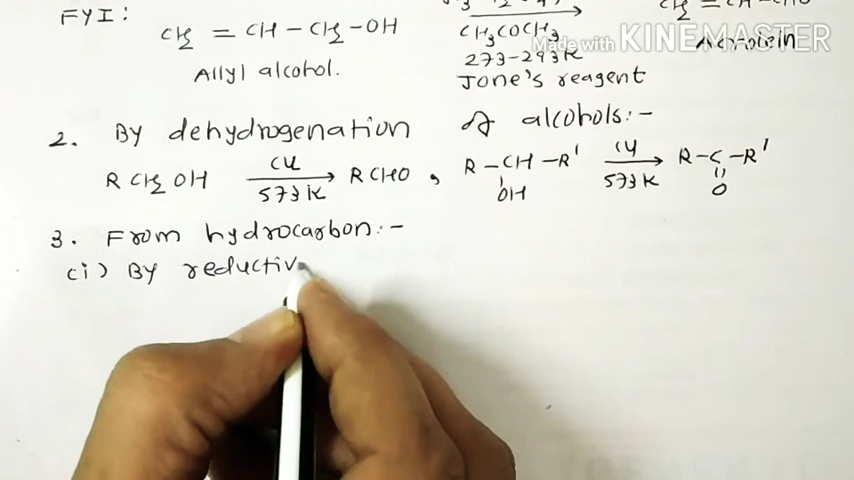 FYI:
CH2 = CH - CH2 - OH
CH3COCH3
Allyl alcohol.
273-293K
Jone's reagent
Acrolein
Made with KINEMASTER
2. By dehydrogenation of alcohols:-
RCH2OH Cu 573K RCHO, R-CH-R' Cu 573K R-C-R'
OH O
3. From hydrocarbon:-
(i) By reductiv